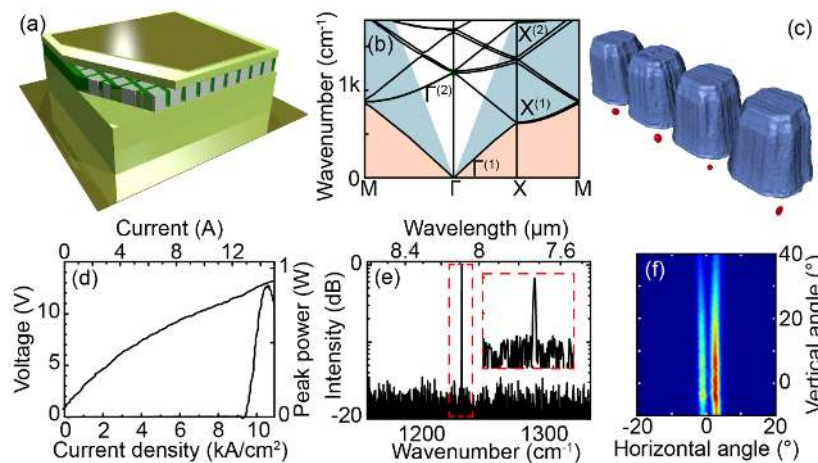 (a)
(b)
Wavenumber (cm⁻¹)
1k
0
Γ⁽²⁾
Γ⁽¹⁾
X⁽²⁾
X⁽¹⁾
M Γ X M
(c)
Current (A)
0 4 8 12
(d)
Voltage (V)
10
5
0
1
0
Peak power (W)
0 2 4 6 8 10
Current density (kA/cm²)
Wavelength (µm)
8.4 8 7.6
(e)
Intensity (dB)
0
-20
1200 1300
Wavenumber (cm⁻¹)
(f)
40
30
20
10
0
Vertical angle (°)
-20 0 20
Horizontal angle (°)